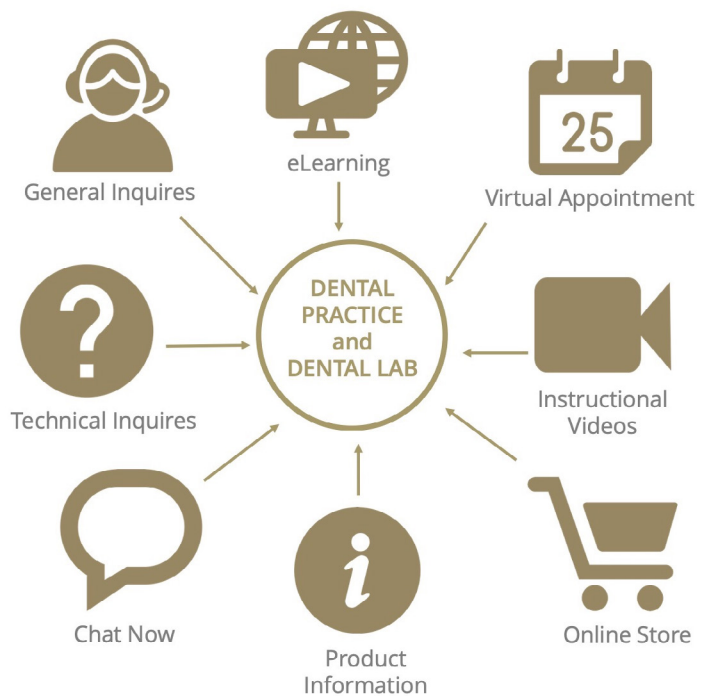 eLearning
General Inquires
25
Virtual Appointment
DENTAL
PRACTICE
and
DENTAL LAB
Technical Inquires
?
Instructional
Videos
Chat Now
i
Product
Information
Online Store